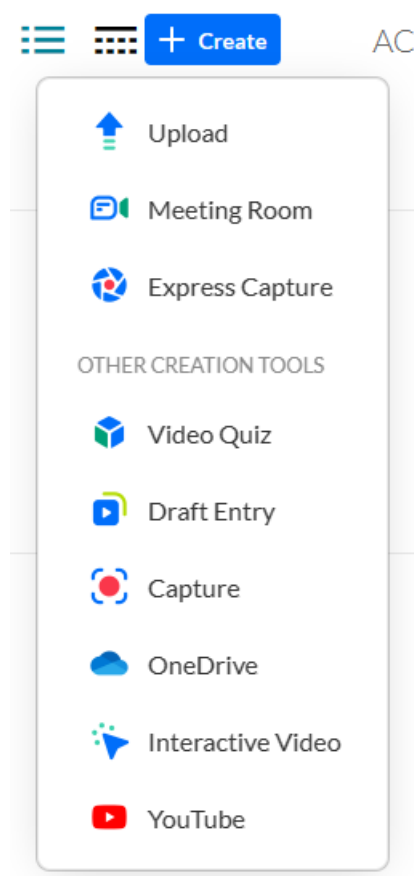 + Create
AC
Upload
Meeting Room
Express Capture
OTHER CREATION TOOLS
Video Quiz
Draft Entry
Capture
OneDrive
Interactive Video
YouTube